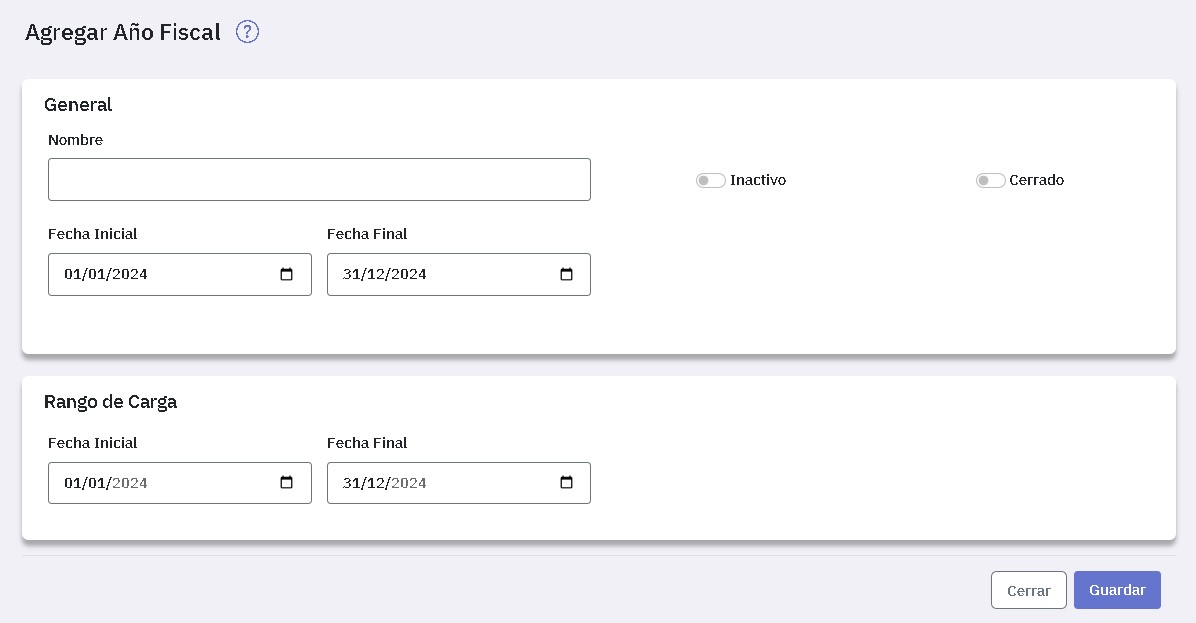 Agregar Año Fiscal ?
General
Nombre
Inactivo Cerrado
Fecha Inicial Fecha Final
01/01/2024 31/12/2024
Rango de Carga
Fecha Inicial Fecha Final
01/01/2024 31/12/2024
Cerrar Guardar